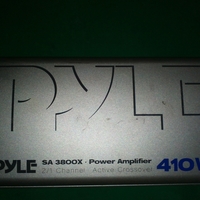 PYLE
PYLE SA 3800X · Power Amplifier 410W
2/1 Channel · Active Crossover